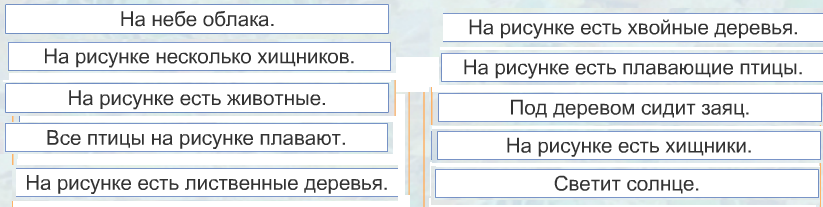 На небе облака.
На рисунке несколько хищников.
На рисунке есть животные.
Все птицы на рисунке плавают.
На рисунке есть лиственные деревья.
На рисунке есть хвойные деревья.
На рисунке есть плавающие птицы.
Под деревом сидит заяц.
На рисунке есть хищники.
Светит солнце.